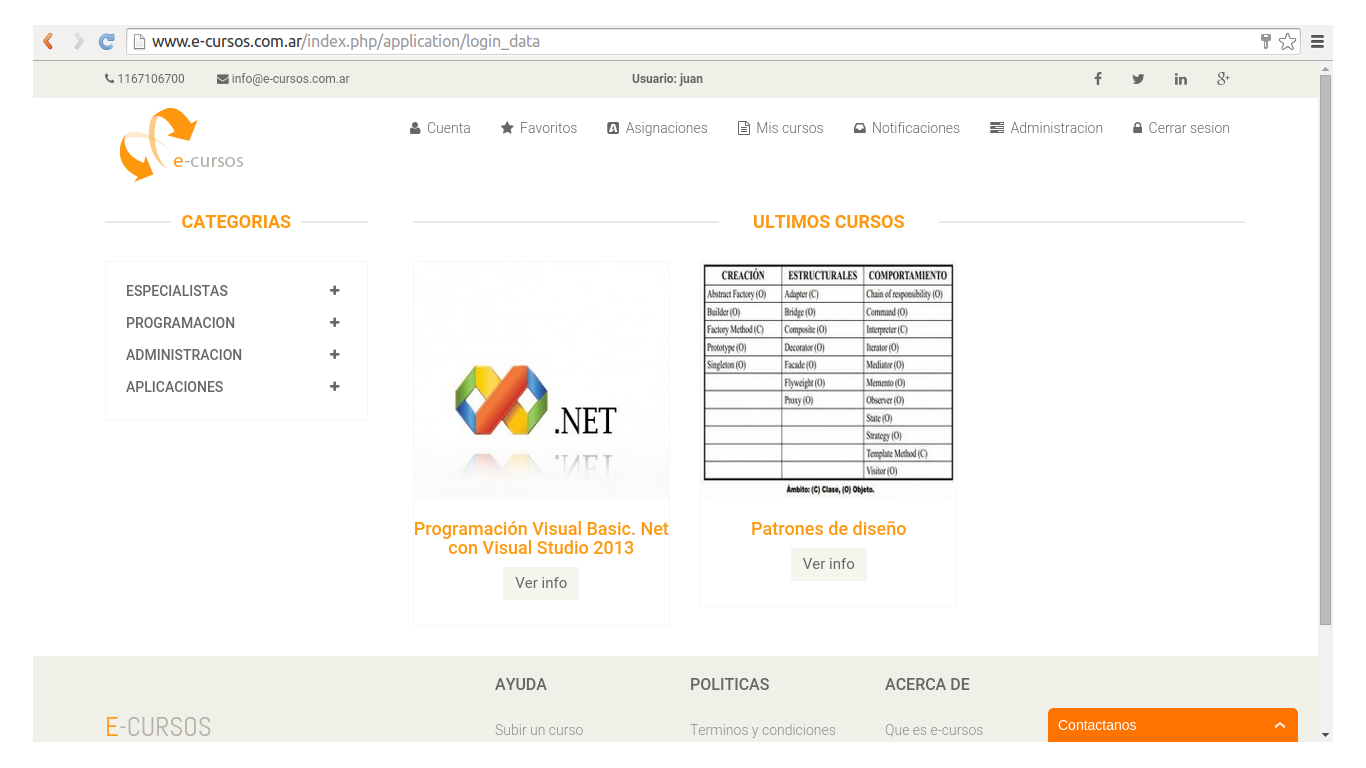 www.e-cursos.com.ar/index.php/application/login_data
1167106700 info@e-cursos.com.ar Usuario: juan
e-cursos
Cuenta Favoritos Asignaciones Mis cursos Notificaciones Administracion Cerrar sesion
CATEGORIAS
ESPECIALISTAS
PROGRAMACION
ADMINISTRACION
APLICACIONES
ULTIMOS CURSOS
.NET
Programación Visual Basic. Net
con Visual Studio 2013
Ver info
CREACIÓN ESTRUCTURALES COMPORTAMIENTO
Abstract Factory (O) Adapter (C) Chain of responsibility (O)
Builder (O) Bridge (O) Command (O)
Factory Method (C) Composite (O) Interpreter (C)
Prototype (O) Decorator (O) Iterator (O)
Singleton (O) Facade (O) Mediator (O)
Flyweight (O) Memento (O)
Proxy (O) Observer (O)
State (O)
Strategy (O)
Template Method (C)
Visitor (O)
Ámbito: (C) Clase, (O) Objeto.
Patrones de diseño
Ver info
E-CURSOS
AYUDA
Subir un curso
POLITICAS
Terminos y condiciones
ACERCA DE
Que es e-cursos
Contactanos